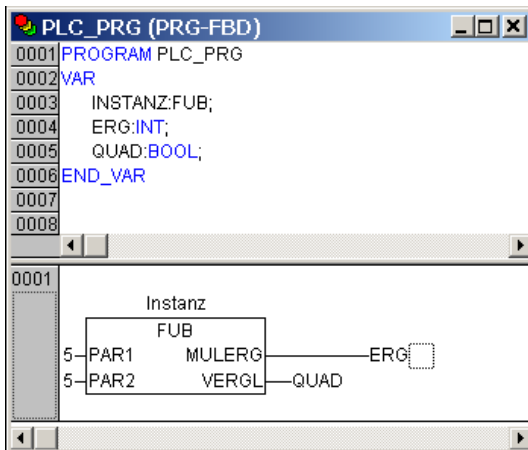 PLC_PRG (PRG-FBD)
0001 PROGRAM PLC_PRG
0002 VAR
0003 INSTANZ:FUB;
0004 ERG:INT;
0005 QUAD:BOOL;
0006 END_VAR
0007
0008
0001
Instanz
FUB
5 PAR1 MULERG ERG
5 PAR2 VERGL QUAD